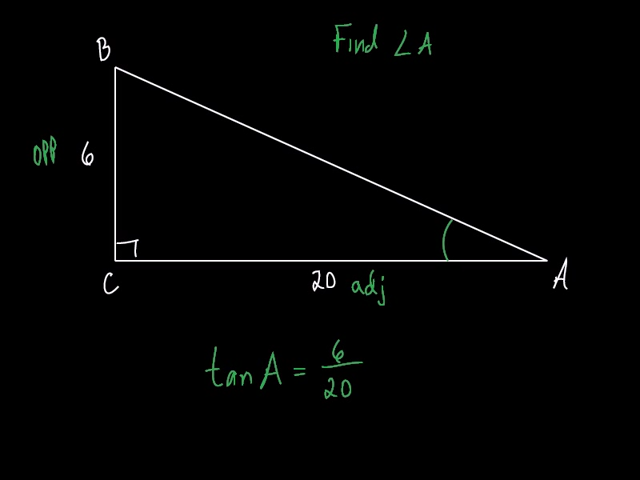 Find ∠A
B
OPP 6
C
20 adj
A
tan A = 6/20